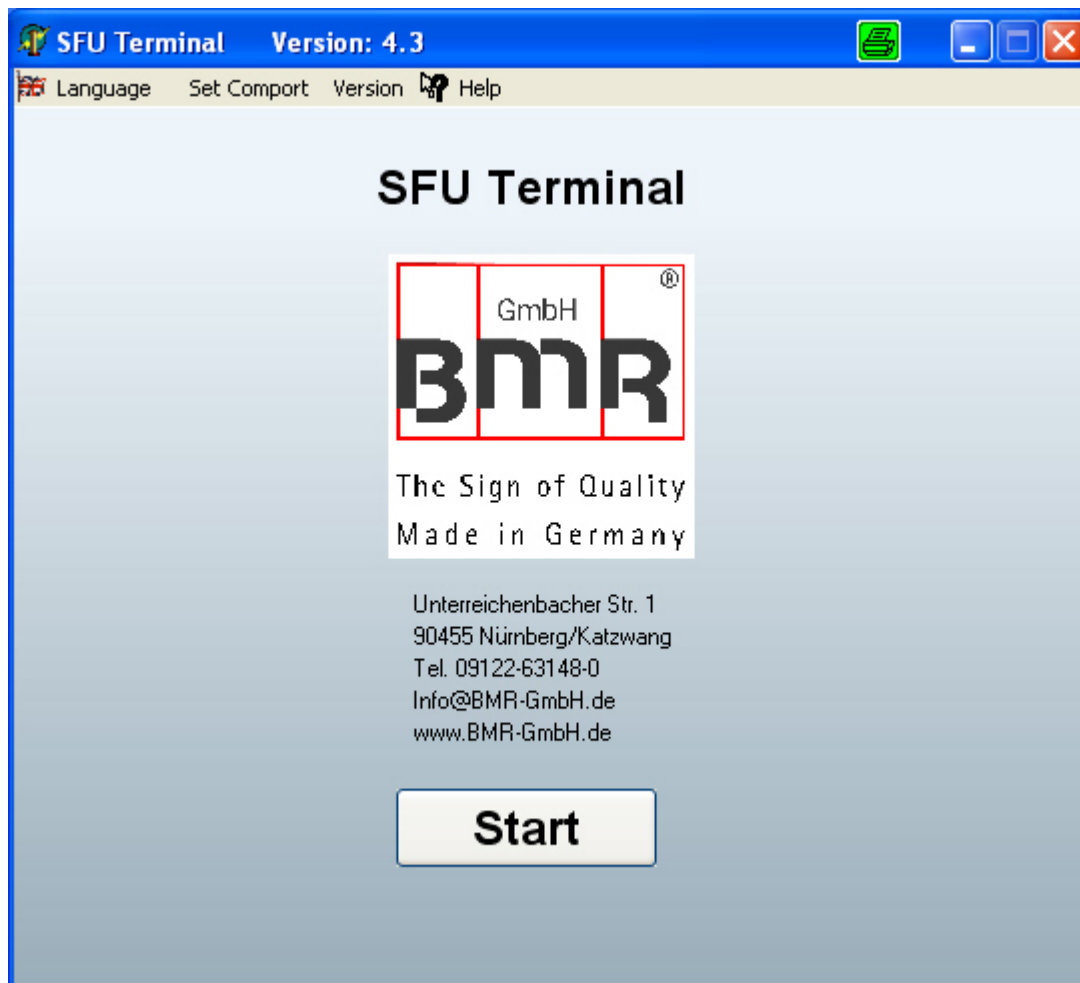 SFU Terminal Version: 4.3
Language Set Comport Version Help
SFU Terminal
®
GmbH
BMR
The Sign of Quality
Made in Germany
Unterreichenbacher Str. 1
90455 Nürnberg/Katzwang
Tel. 09122-63148-0
Info@BMR-GmbH.de
www.BMR-GmbH.de
Start